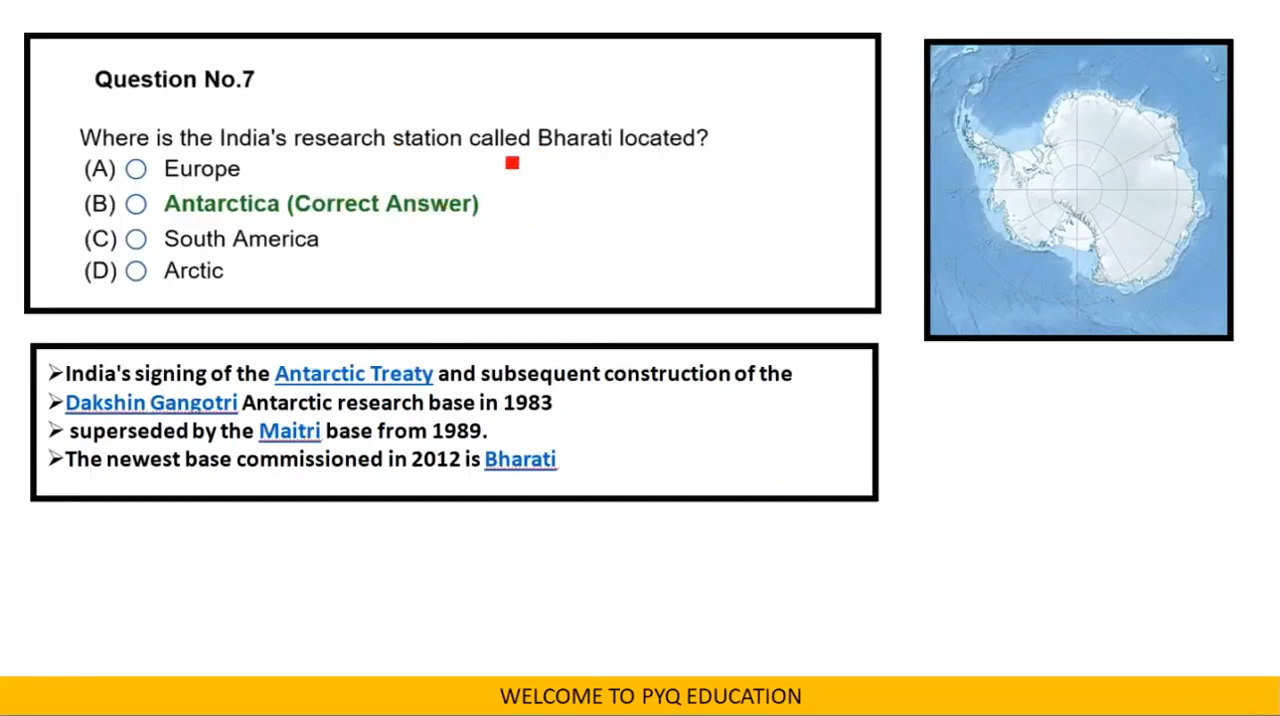 Question No.7
Where is the India's research station called Bharati located?
(A) Europe
(B) Antarctica (Correct Answer)
(C) South America
(D) Arctic
➢India's signing of the Antarctic Treaty and subsequent construction of the
➢Dakshin Gangotri Antarctic research base in 1983
➢ superseded by the Maitri base from 1989.
➢The newest base commissioned in 2012 is Bharati
WELCOME TO PYQ EDUCATION